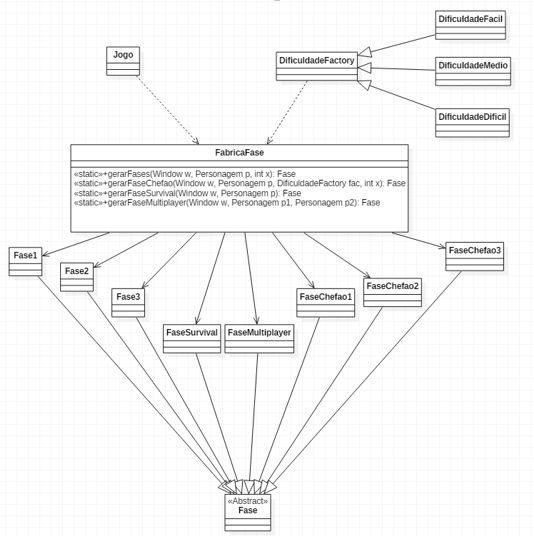 DificuldadeFacil
Jogo
DificuldadeFactory
DificuldadeMedio
DificuldadeDificil
FabricaFase
«static»+gerarFases(Window w, Personagem p, int x): Fase
«static»+gerarFaseChefao(Window w, Personagem p, DificuldadeFactory fac, int x): Fase
«static»+gerarFaseSurvival(Window w, Personagem p): Fase
«static»+gerarFaseMultiplayer(Window w, Personagem p1, Personagem p2): Fase
Fase1
Fase2
Fase3
FaseSurvival
FaseMultiplayer
FaseChefao1
FaseChefao2
FaseChefao3
«Abstract»
Fase